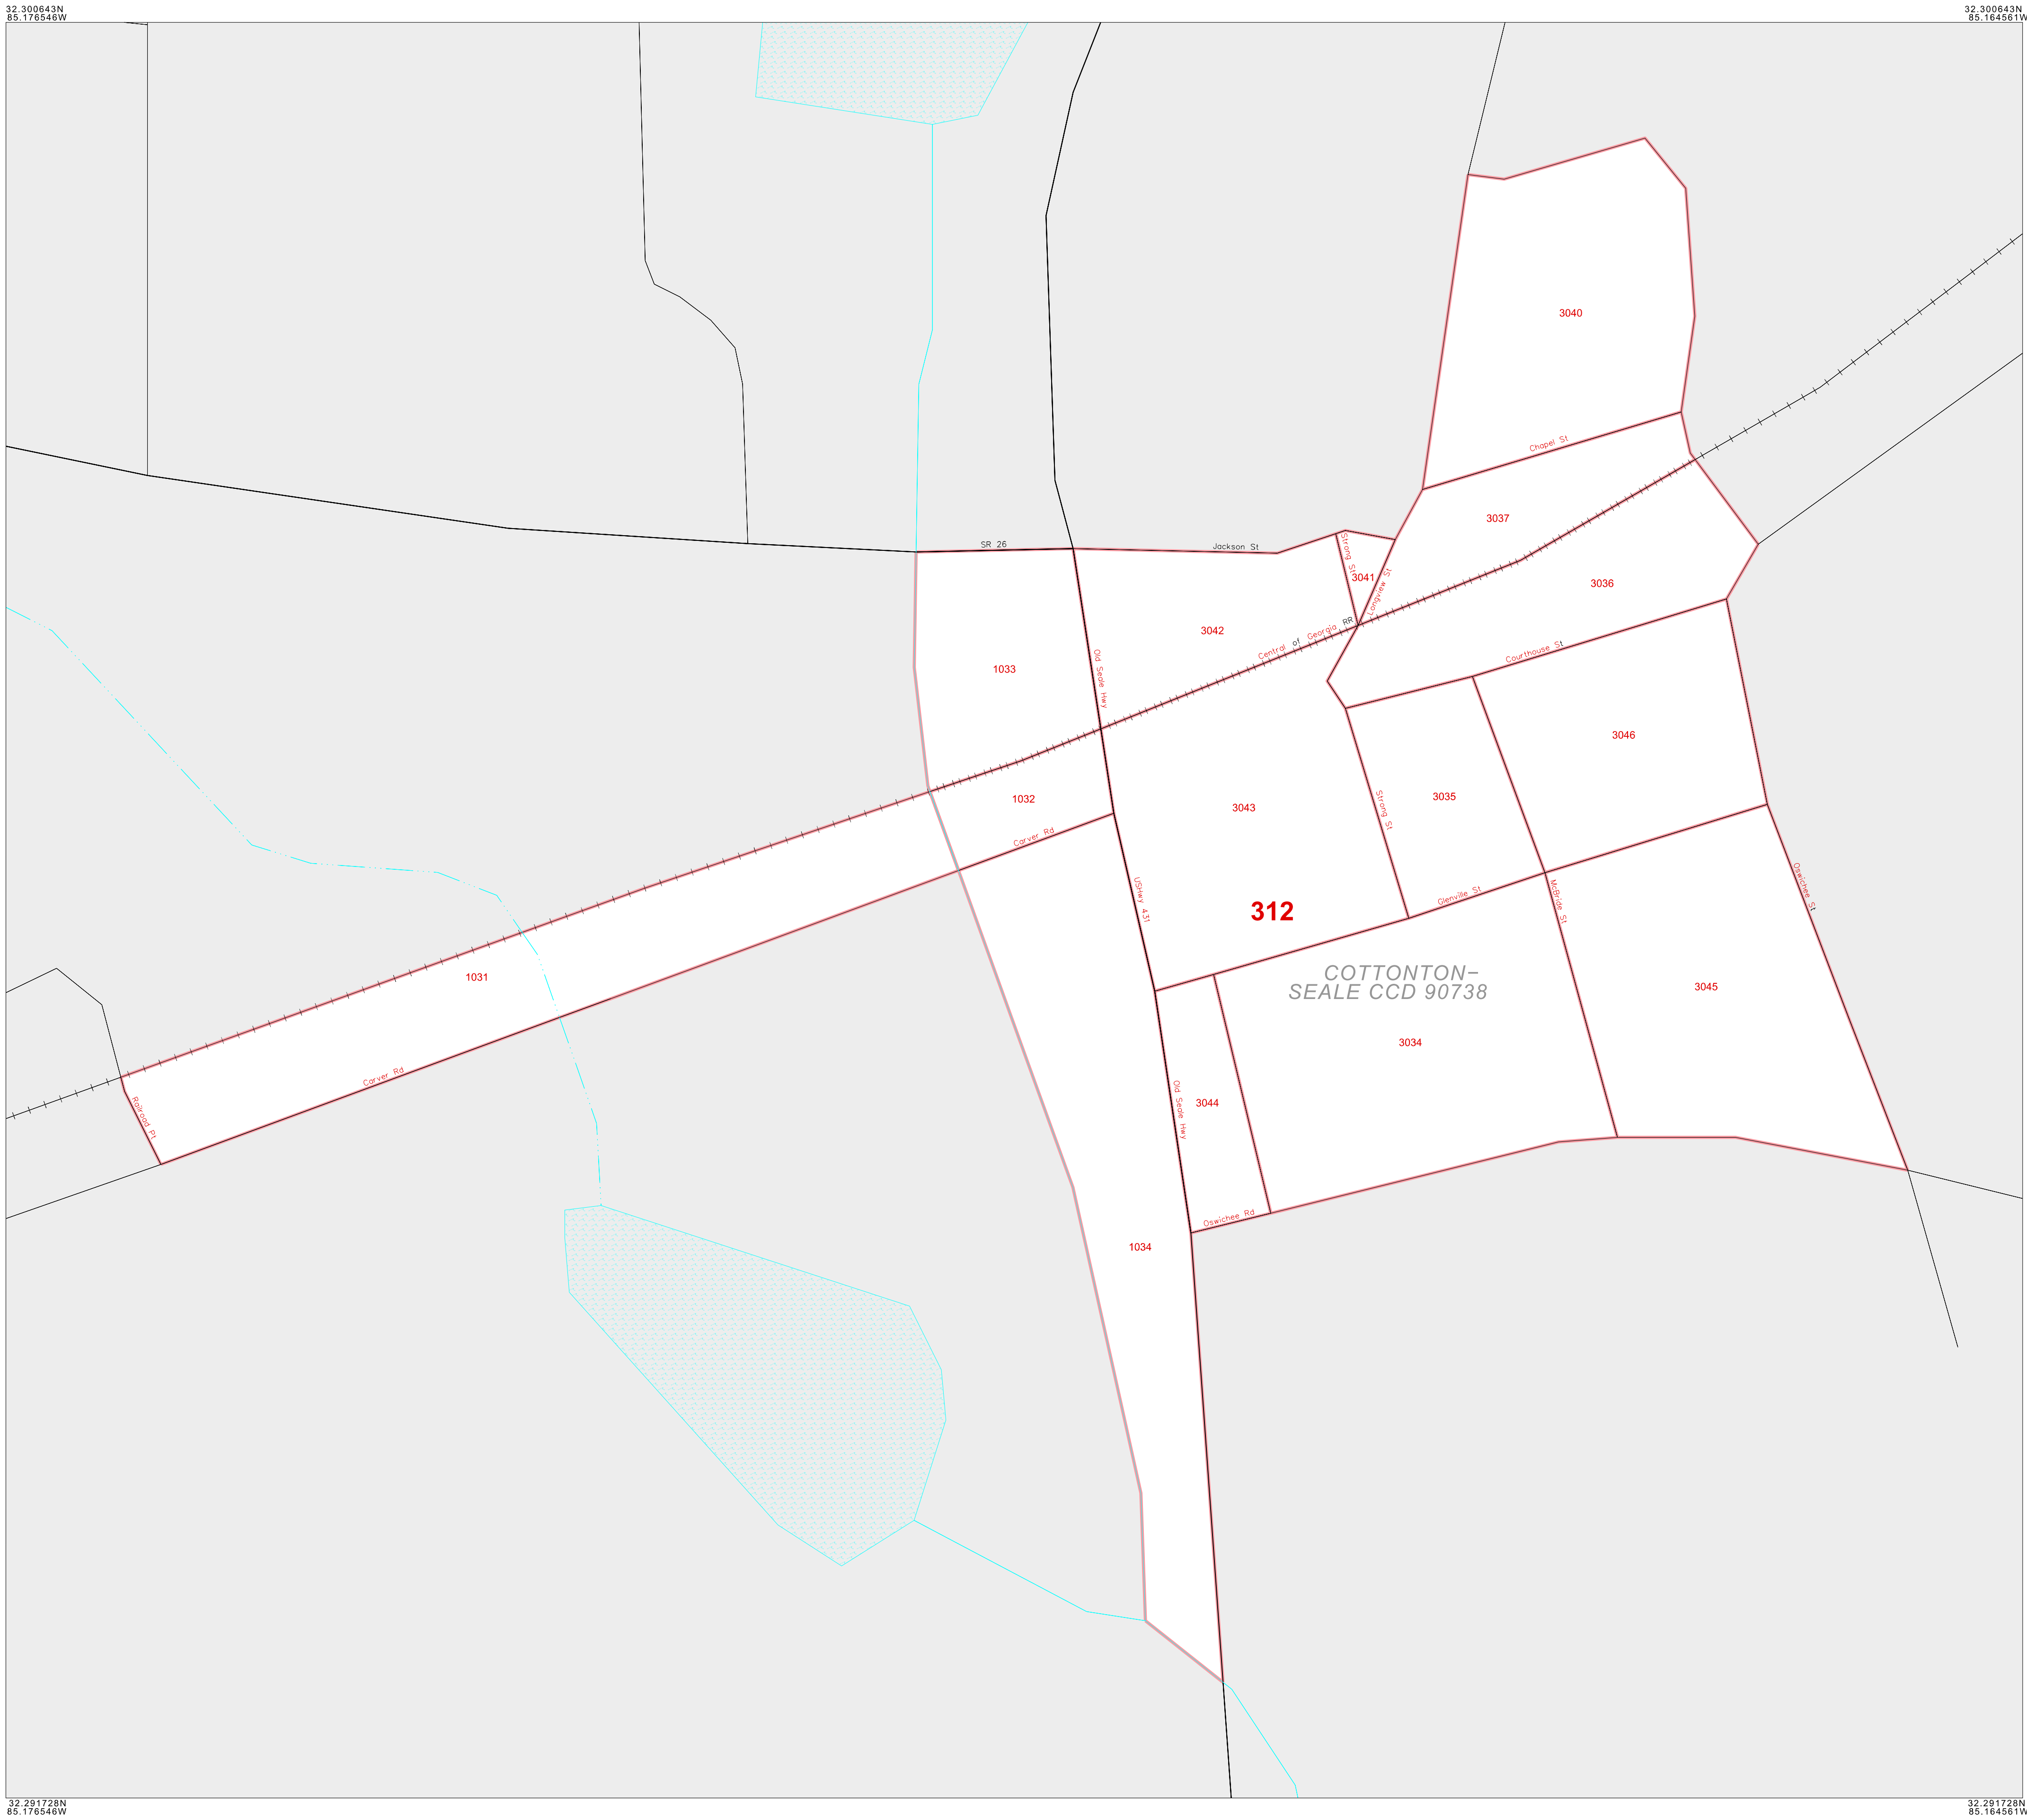 32.300643N
85.176546W
32.300643N
85.164561W
3040
Chapel St
3037
SR 26
Jackson St
Strong St
3041
Longview St
3036
3042
Central of Georgia RR
Courthouse St
1033
Old Seale Hwy
3046
1032
3043
Strong St
3035
Carver Rd
USHwy 431
312
Glenville St
McBride St
Oswichee St
COTTONTON-
SEALE CCD 90738
1031
3045
3034
Carver Rd
Railroad Pt
3044
Old Seale Hwy
Oswichee Rd
1034
32.291728N
85.176546W
32.291728N
85.164561W